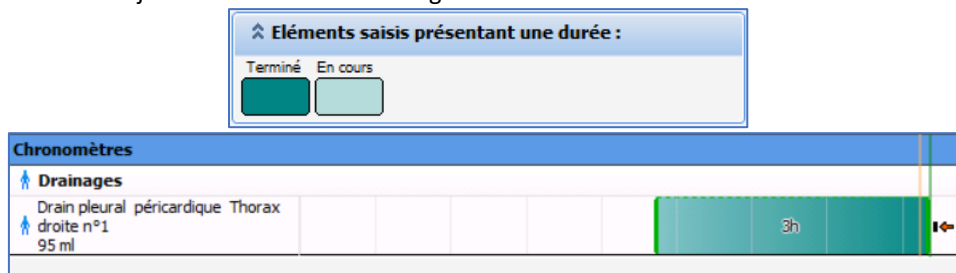 Eléments saisis présentant une durée :
Terminé En cours
Chronomètres
Drainages
Drain pleural péricardique Thorax
droite n°1
95 ml
3h